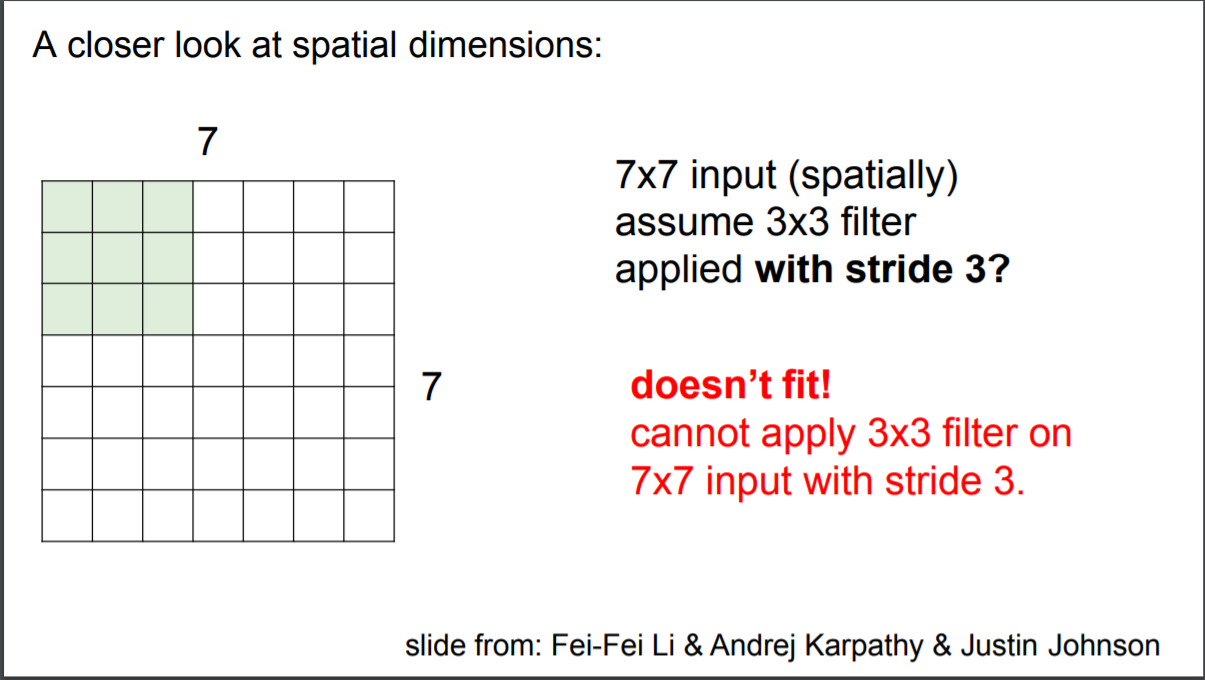 A closer look at spatial dimensions:
7
7x7 input (spatially)
assume 3x3 filter
applied with stride 3?
7
doesn’t fit!
cannot apply 3x3 filter on
7x7 input with stride 3.
slide from: Fei-Fei Li & Andrej Karpathy & Justin Johnson